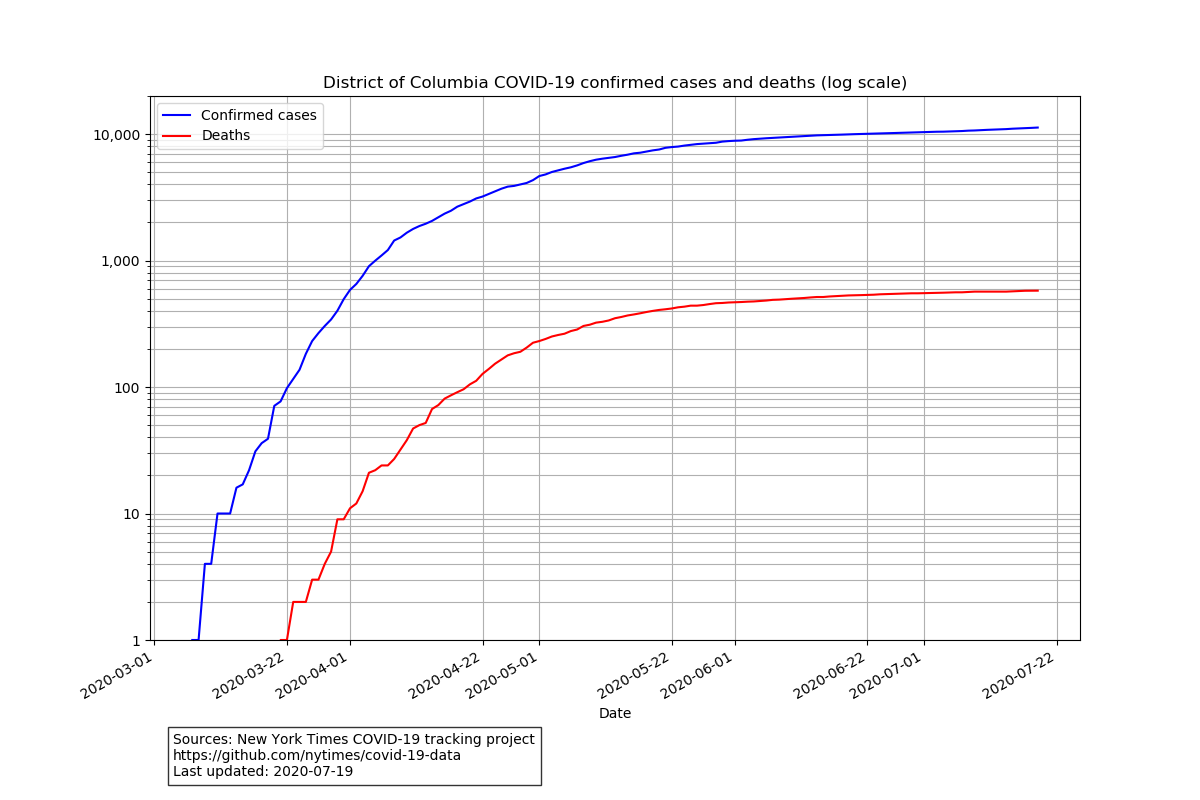 District of Columbia COVID-19 confirmed cases and deaths (log scale)
Confirmed cases
Deaths
10,000
1,000
100
10
1
2020-03-01
2020-03-22
2020-04-01
2020-04-22
2020-05-01
2020-05-22
2020-06-01
2020-06-22
2020-07-01
2020-07-22
Date
Sources: New York Times COVID-19 tracking project
https://github.com/nytimes/covid-19-data
Last updated: 2020-07-19